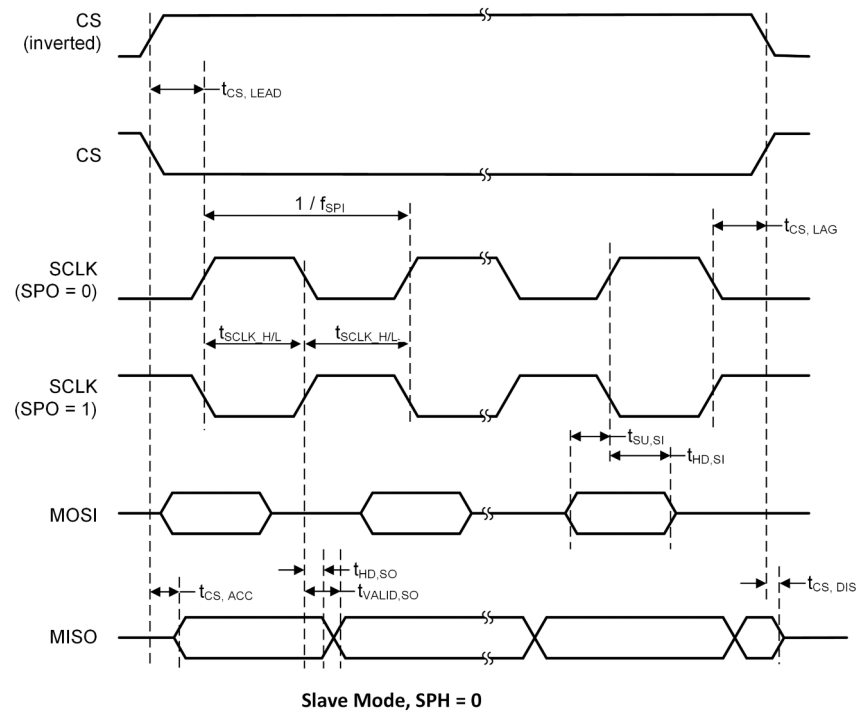 CS
(inverted)
tCS, LEAD
CS
1 / fSPI
tCS, LAG
SCLK
(SPO = 0)
tSCLK_H/L
tSCLK_H/L.
SCLK
(SPO = 1)
tSU,SI
tHD,SI
MOSI
tHD,SO
tCS, ACC
tVALID,SO
tCS, DIS
MISO
Slave Mode, SPH = 0